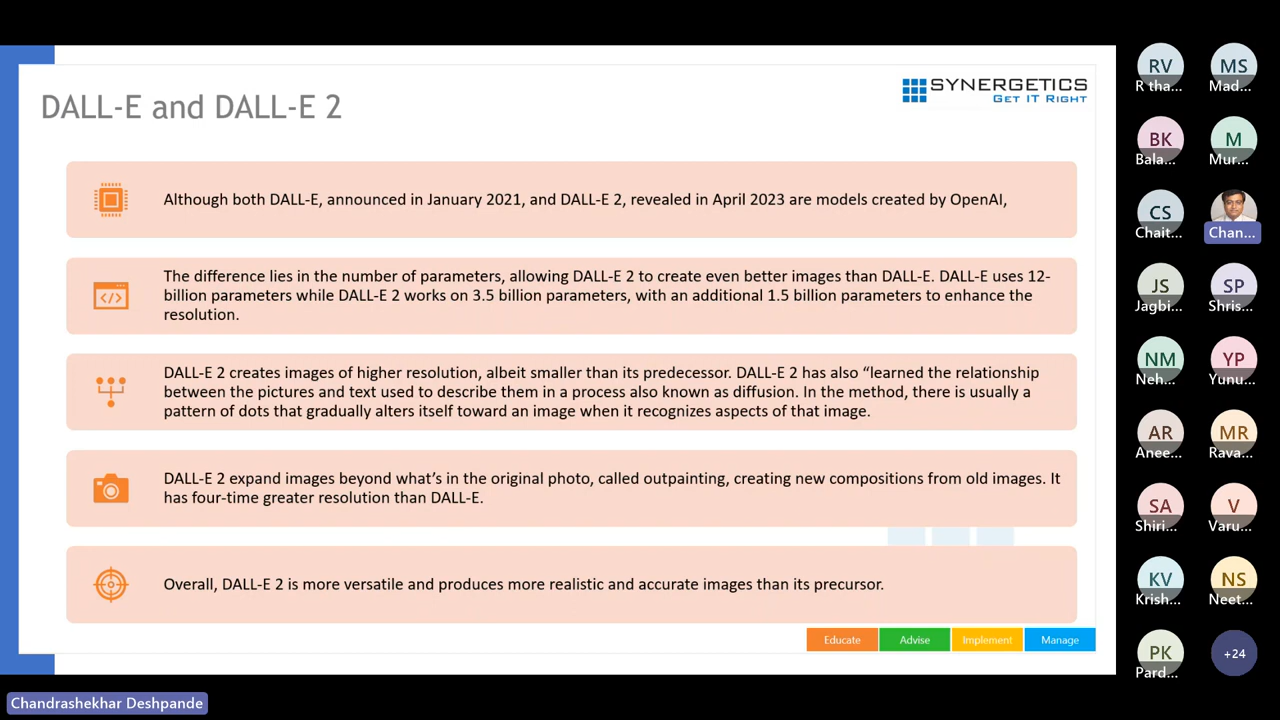 DALL-E and DALL-E 2
SYNERGETICS
GET IT RIGHT
Although both DALL-E, announced in January 2021, and DALL-E 2, revealed in April 2023 are models created by OpenAI,
The difference lies in the number of parameters, allowing DALL-E 2 to create even better images than DALL-E. DALL-E uses 12-
billion parameters while DALL-E 2 works on 3.5 billion parameters, with an additional 1.5 billion parameters to enhance the
resolution.
DALL-E 2 creates images of higher resolution, albeit smaller than its predecessor. DALL-E 2 has also “learned the relationship
between the pictures and text used to describe them in a process also known as diffusion. In the method, there is usually a
pattern of dots that gradually alters itself toward an image when it recognizes aspects of that image.
DALL-E 2 expand images beyond what’s in the original photo, called outpainting, creating new compositions from old images. It
has four-time greater resolution than DALL-E.
Overall, DALL-E 2 is more versatile and produces more realistic and accurate images than its precursor.
Educate Advise Implement Manage
RV MS
R tha... Mad...
BK M
Bala... Mur...
CS
Chait... Chan...
JS SP
Jagbi... Shris...
NM YP
Neh... Yunu...
AR MR
Anee... Rava...
SA V
Shiri... Varu...
KV NS
Krish... Neet...
PK +24
Pard...
Chandrashekhar Deshpande